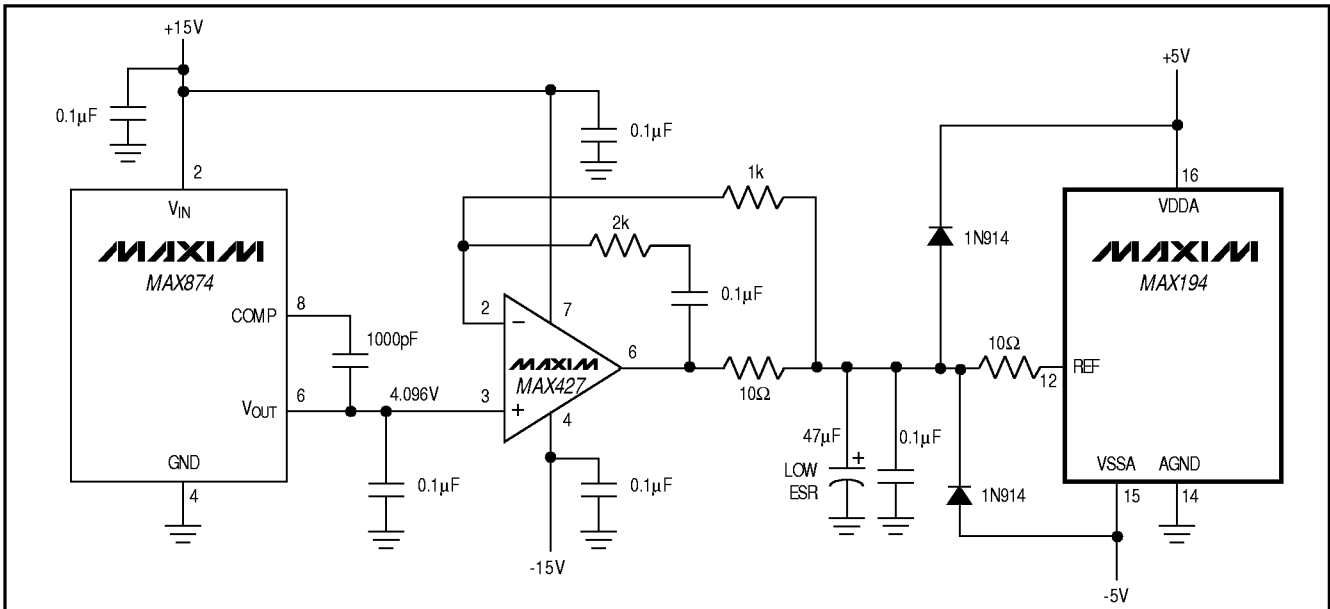 +15V
0.1µF
2
VIN
MAXIM
MAX874
COMP
8
1000pF
VOUT
6
4.096V
GND
4
0.1µF
0.1µF
1k
2k
0.1µF
2
−
7
MAXIM
MAX427
6
3
+
4
10Ω
0.1µF
-15V
47µF
+
LOW
ESR
0.1µF
1N914
1N914
10Ω
+5V
16
VDDA
MAXIM
MAX194
REF
12
VSSA
AGND
15
14
-5V